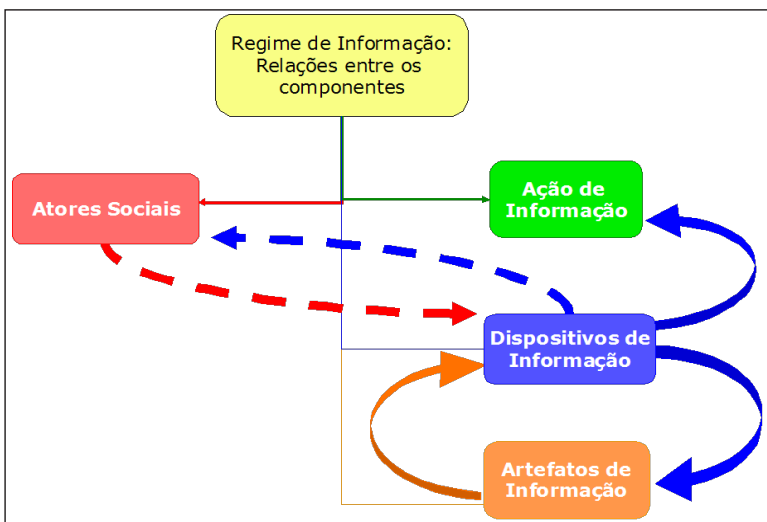 Regime de Informação:
Relações entre os
componentes
Atores Sociais
Ação de
Informação
Dispositivos de
Informação
Artefatos de
Informação